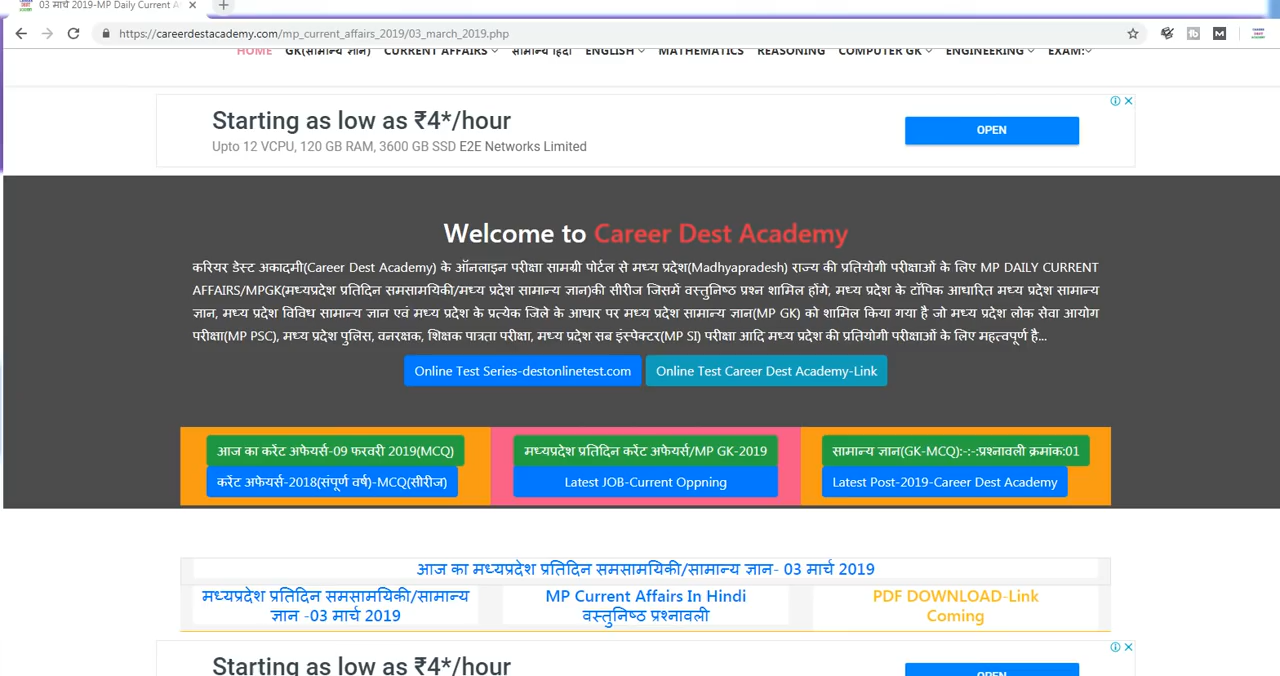 03 मार्च 2019-MP Daily Current A
https://careerdestacademy.com/mp_current_affairs_2019/03_march_2019.php
HOME GK(सामान्य ज्ञान) CURRENT AFFAIRS सामान्य हिंदी ENGLISH MATHEMATICS REASONING COMPUTER GK ENGINEERING EXAM:
Starting as low as ₹4*/hour
Upto 12 VCPU, 120 GB RAM, 3600 GB SSD E2E Networks Limited
OPEN
Welcome to Career Dest Academy
करियर डेस्ट अकादमी(Career Dest Academy) के ऑनलाइन परीक्षा सामग्री पोर्टल से मध्य प्रदेश(Madhyapradesh) राज्य की प्रतियोगी परीक्षाओं के लिए MP DAILY CURRENT
AFFAIRS/MPGK(मध्यप्रदेश प्रतिदिन समसामयिकी/मध्य प्रदेश सामान्य ज्ञान)की सीरीज जिसमें वस्तुनिष्ठ प्रश्न शामिल होंगे, मध्य प्रदेश के टॉपिक आधारित मध्य प्रदेश सामान्य
ज्ञान, मध्य प्रदेश विविध सामान्य ज्ञान एवं मध्य प्रदेश के प्रत्येक जिले के आधार पर मध्य प्रदेश सामान्य ज्ञान(MP GK) को शामिल किया गया है जो मध्य प्रदेश लोक सेवा आयोग
परीक्षा(MP PSC), मध्य प्रदेश पुलिस, वनरक्षक, शिक्षक पात्रता परीक्षा, मध्य प्रदेश सब इंस्पेक्टर(MP SI) परीक्षा आदि मध्य प्रदेश की प्रतियोगी परीक्षाओं के लिए महत्वपूर्ण है...
Online Test Series-destonlinetest.com Online Test Career Dest Academy-Link
आज का करेंट अफेयर्स-09 फरवरी 2019(MCQ) मध्यप्रदेश प्रतिदिन करेंट अफेयर्स/MP GK-2019 सामान्य ज्ञान(GK-MCQ):-:-:प्रश्नावली क्रमांक:01
करेंट अफेयर्स-2018(संपूर्ण वर्ष)-MCQ(सीरीज) Latest JOB-Current Oppning Latest Post-2019-Career Dest Academy
आज का मध्यप्रदेश प्रतिदिन समसामयिकी/सामान्य ज्ञान- 03 मार्च 2019
मध्यप्रदेश प्रतिदिन समसामयिकी/सामान्य
ज्ञान -03 मार्च 2019
MP Current Affairs In Hindi
वस्तुनिष्ठ प्रश्नावली
PDF DOWNLOAD-Link
Coming
Starting as low as ₹4*/hour
OPEN